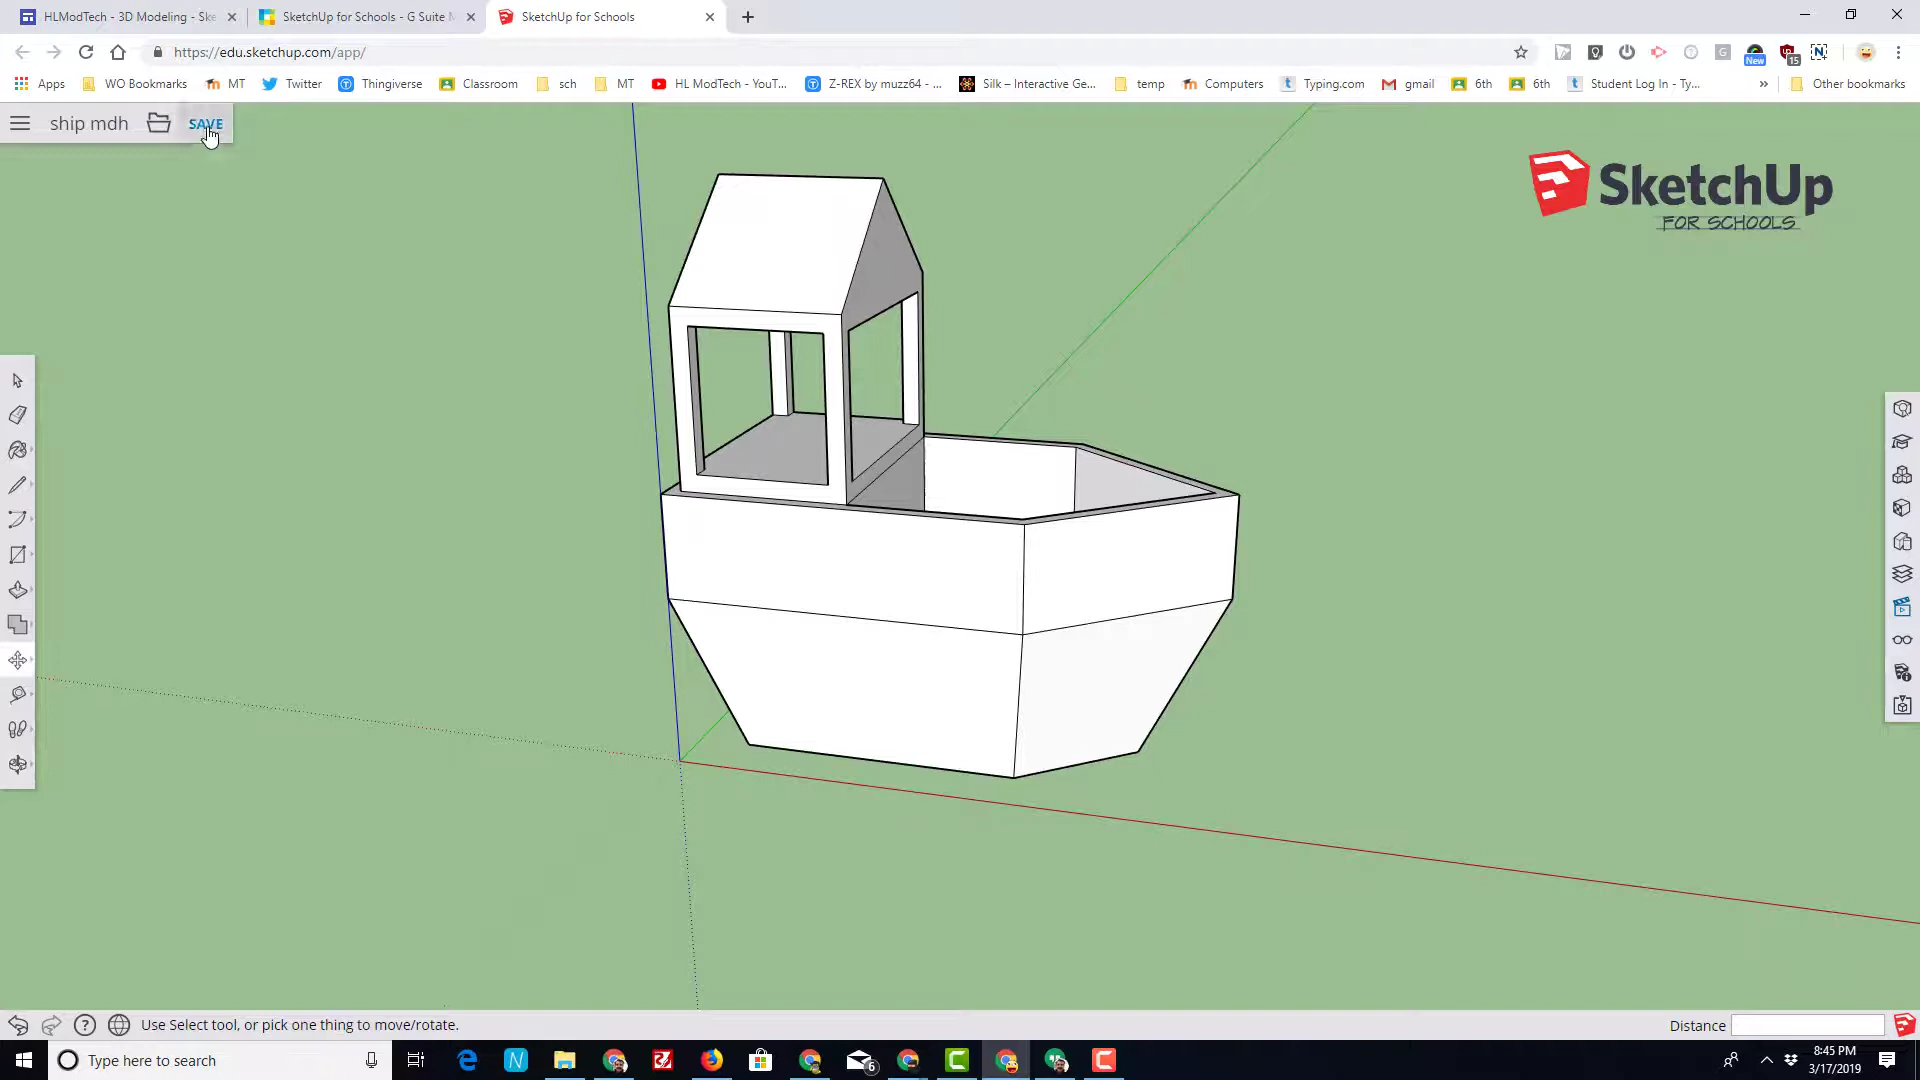 HLModTech - 3D Modeling - Ske
SketchUp for Schools - G Suite M
SketchUp for Schools
https://edu.sketchup.com/app/
New
15
Apps
WO Bookmarks
MT
Twitter
Thingiverse
Classroom
sch
MT
HL ModTech - YouT...
Z-REX by muzz64 - ...
Silk – Interactive Ge...
temp
Computers
Typing.com
gmail
6th
6th
Student Log In - Ty...
»
Other bookmarks
ship mdh
SAVE
SketchUp
FOR SCHOOLS
Use Select tool, or pick one thing to move/rotate.
Distance
Type here to search
6
8:45 PM
3/17/2019